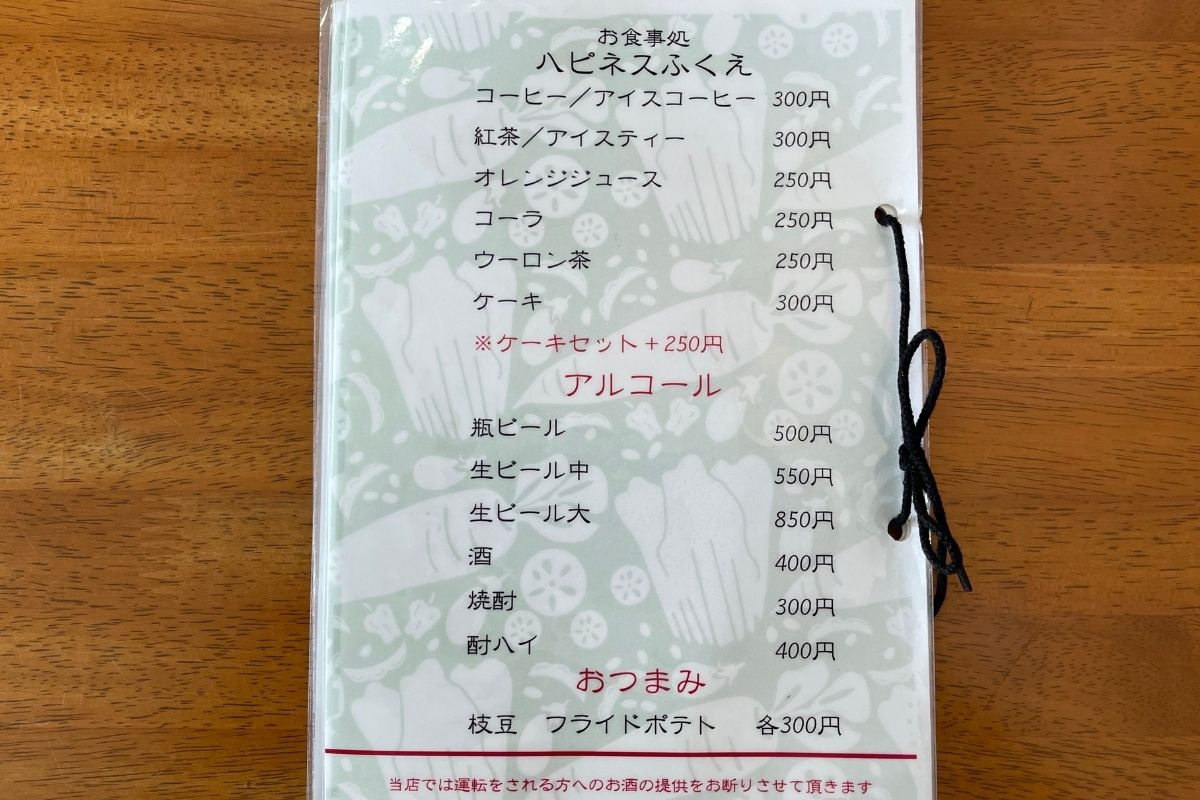 お食事処
ハピネスふくえ
コーヒー／アイスコーヒー 300円
紅茶／アイスティー 300円
オレンジジュース 250円
コーラ 250円
ウーロン茶 250円
ケーキ 300円
※ケーキセット＋250円
アルコール
瓶ビール 500円
生ビール中 550円
生ビール大 850円
酒 400円
焼酎 300円
酎ハイ 400円
おつまみ
枝豆　フライドポテト　各300円
当店では運転をされる方へのお酒の提供をお断りさせて頂きます